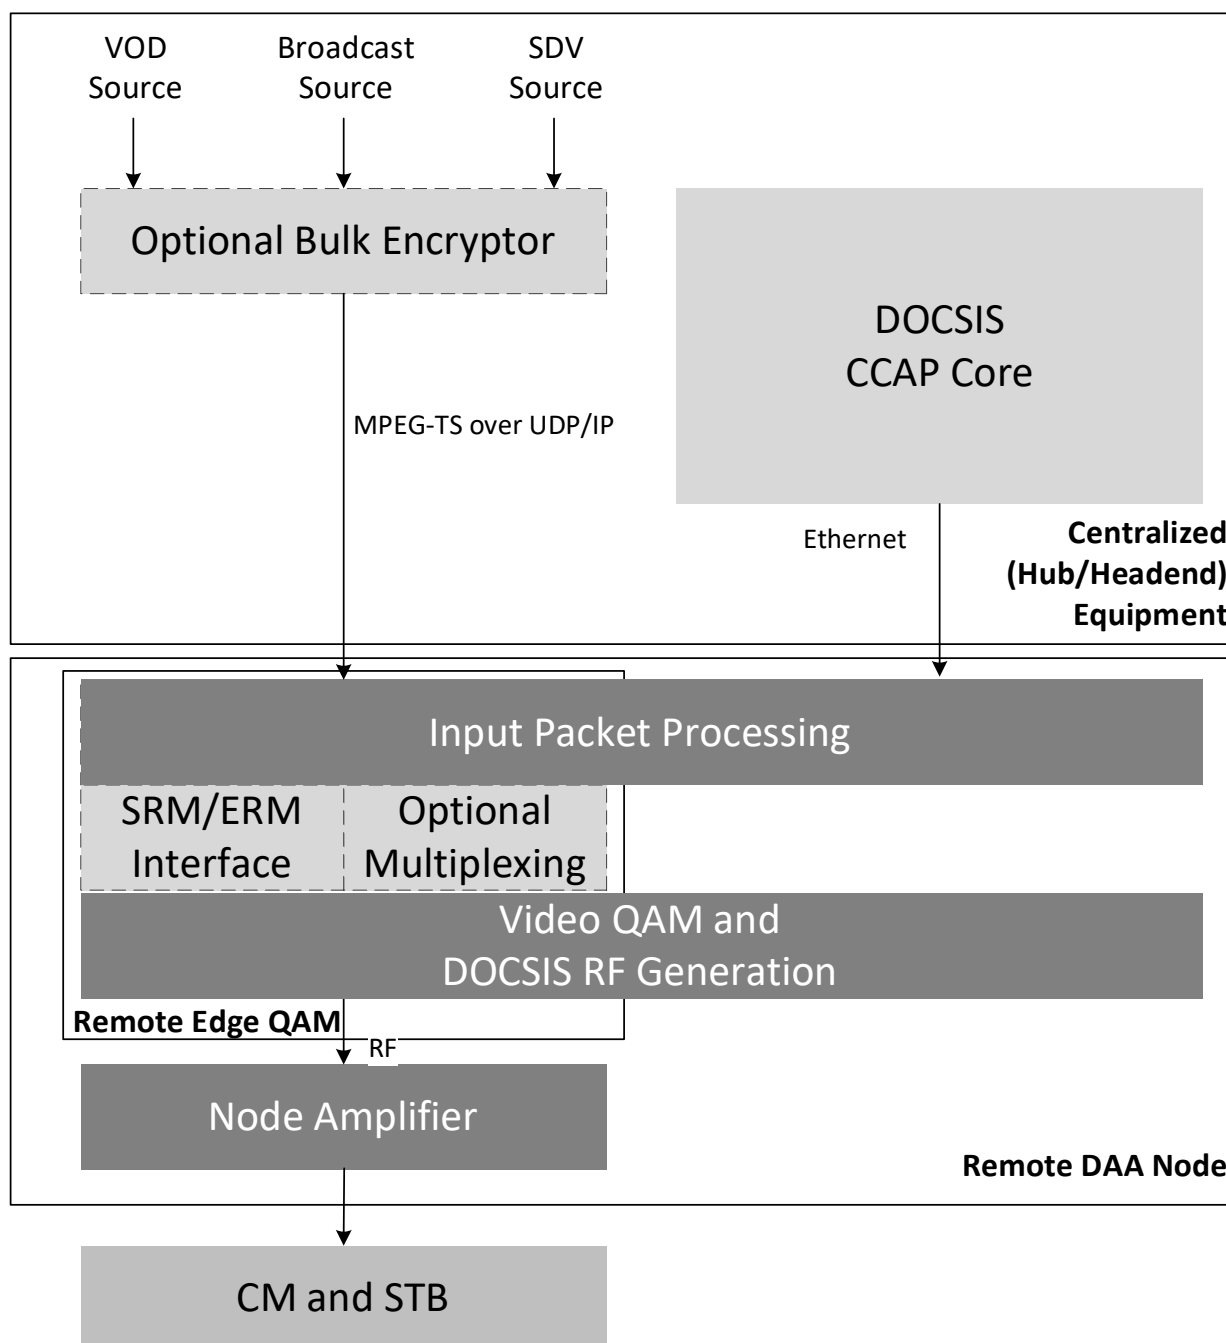 VOD
Source
Broadcast
Source
SDV
Source
Optional Bulk Encryptor
DOCSIS
CCAP Core
MPEG-TS over UDP/IP
Ethernet
Centralized
(Hub/Headend)
Equipment
Input Packet Processing
SRM/ERM
Interface
Optional
Multiplexing
Video QAM and
DOCSIS RF Generation
Remote Edge QAM
RF
Node Amplifier
Remote DAA Node
CM and STB